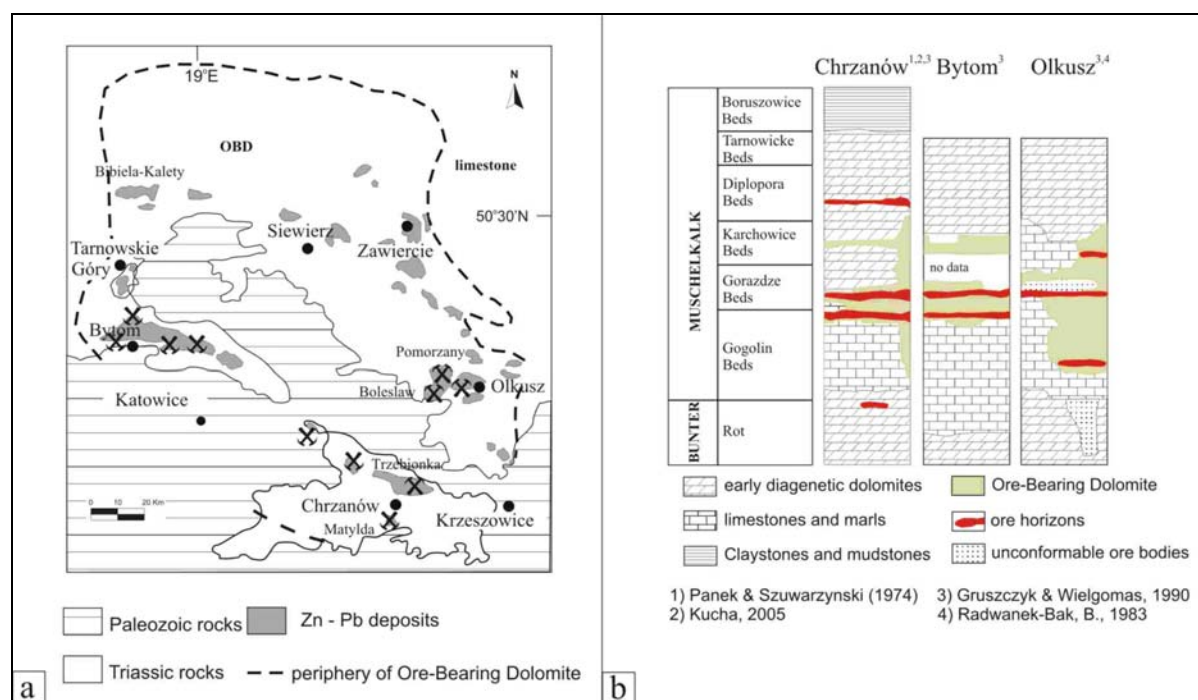 19°E
N
OBD
limestone
Bibiela-Kalety
50°30'N
Siewierz
Zawiercie
Tarnowskie
Góry
Bytom
Pomorzany
Boleslaw
Olkusz
Katowice
Trzebionka
0 10 20 Km
Chrzanów
Krzeszowice
Matylda
Paleozoic rocks
Zn - Pb deposits
Triassic rocks
periphery of Ore-Bearing Dolomite
a
Chrzanów1,2,3 Bytom3 Olkusz3,4
MUSCHELKALK
Boruszowice
Beds
Tarnowicke
Beds
Diplopora
Beds
Karchowice
Beds
Gorazdze
Beds
no data
Gogolin
Beds
BUNTER
Rot
early diagenetic dolomites
Ore-Bearing Dolomite
limestones and marls
ore horizons
Claystones and mudstones
unconformable ore bodies
1) Panek & Szuwarzynski (1974)
3) Gruszczyk & Wielgomas, 1990
2) Kucha, 2005
4) Radwanek-Bak, B., 1983
b